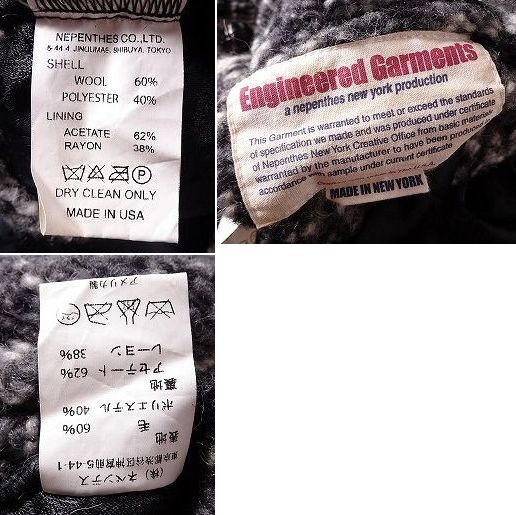 NEPENTHES CO.,LTD.
5-44-1 JINGUMAE, SHIBUYA, TOKYO
SHELL
WOOL 60%
POLYESTER 40%
LINING
ACETATE 62%
RAYON 38%
DRY CLEAN ONLY
MADE IN USA
Engineered Garments
a nepenthes new york production
This Garment is warranted to meet or exceed the standards
of specification we made and was produced under certificate
of Nepenthes New York Creative Office from basic materials
warranted by the manufacturer to have been produced in
accordance with sample under current certificate
MADE IN NEW YORK
(株) ネペンテス
東京都渋谷区神宮前5-44-1
表地
毛 60%
ポリエステル 40%
裏地
アセテート 62%
レーヨン 38%
アメリカ製